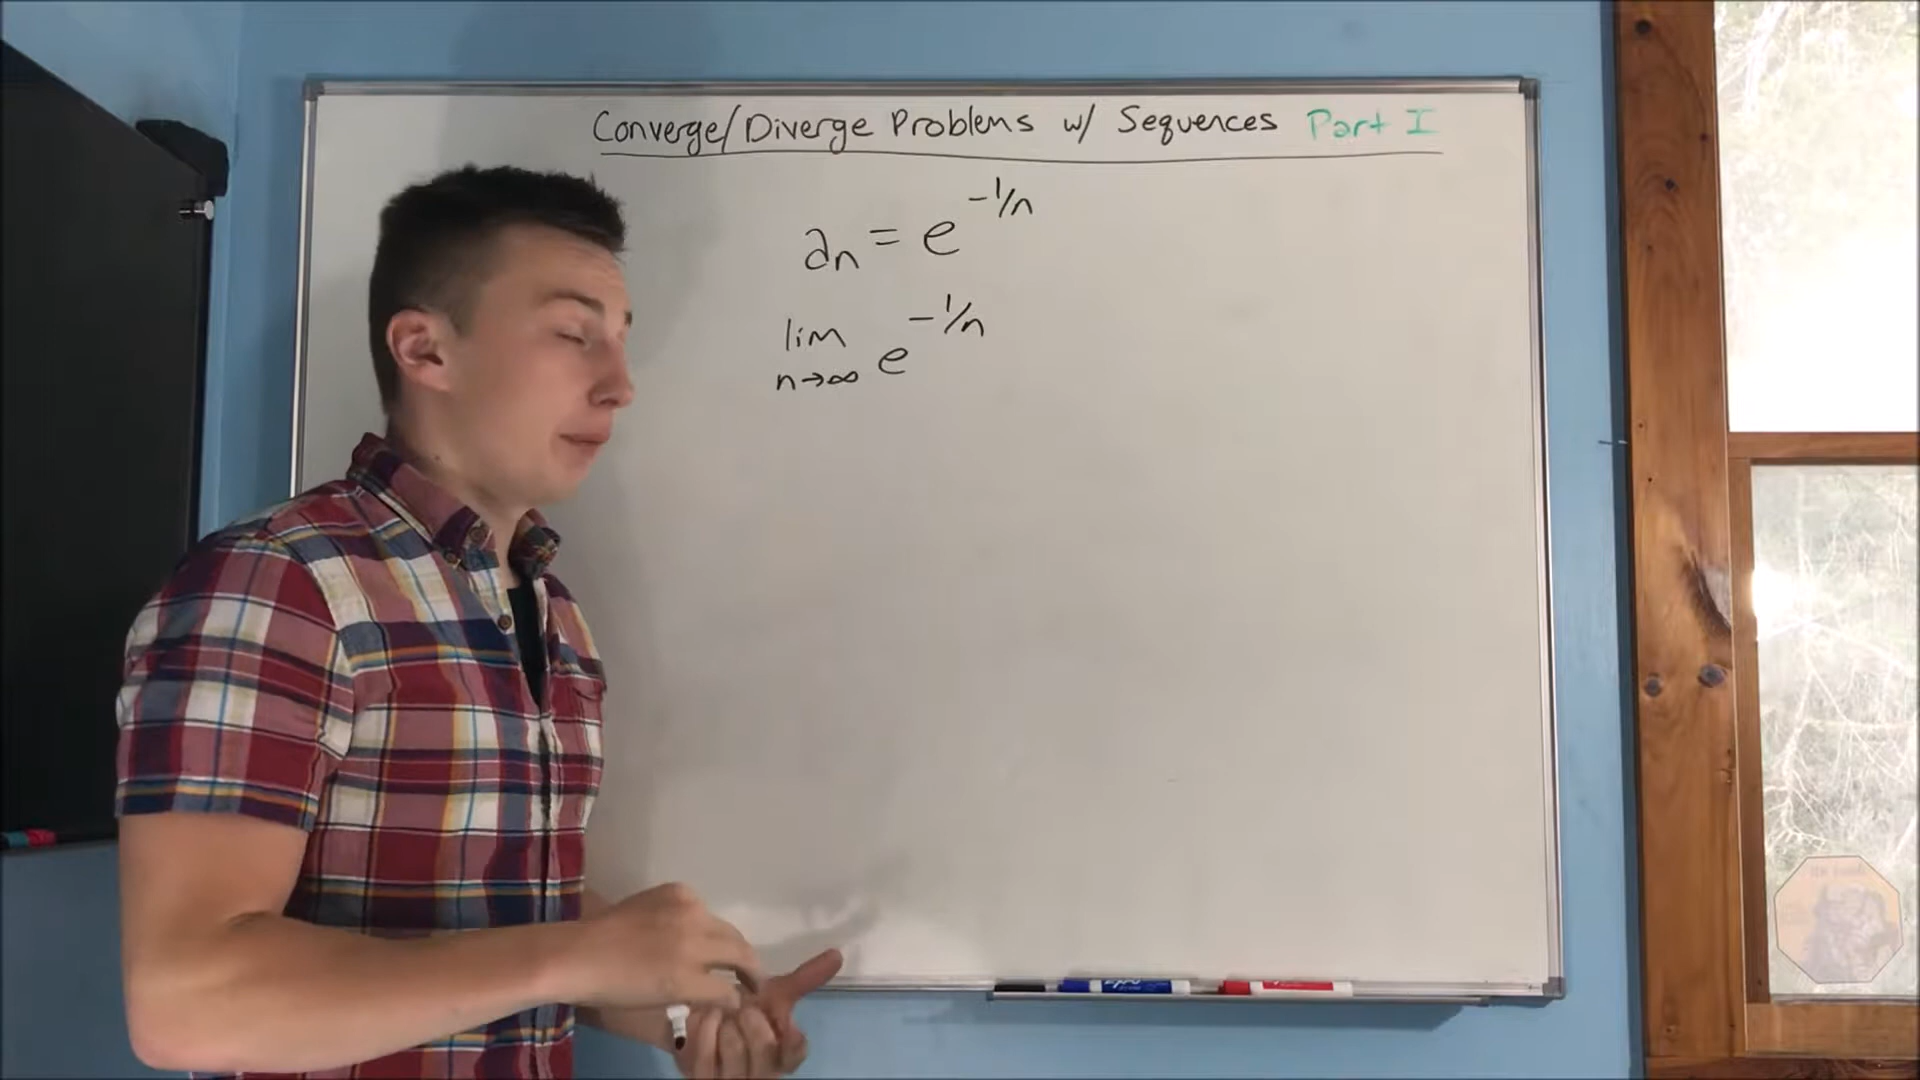 Converge/Diverge Problems w/ Sequences Part I
aₙ = e^(-1/n)
lim e^(-1/n)
n→∞